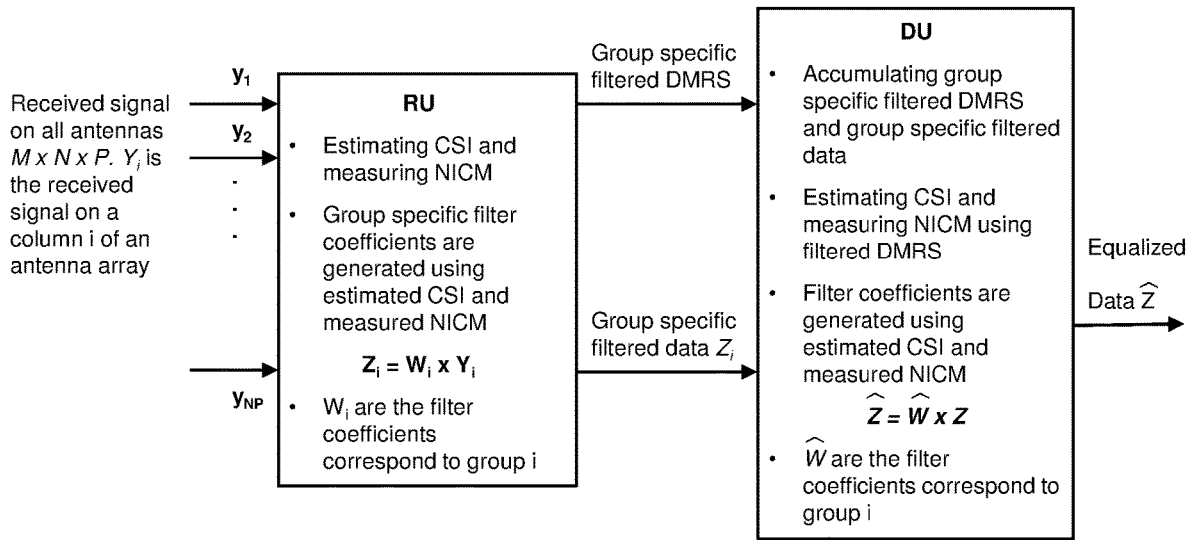 Received signal
on all antennas
M x N x P. Yi is
the received
signal on a
column i of an
antenna array
y1
y2
.
.
.
yNP
RU
• Estimating CSI and
measuring NICM
• Group specific filter
coefficients are
generated using
estimated CSI and
measured NICM
Zi = Wi x Yi
• Wi are the filter
coefficients
correspond to group i
Group specific
filtered DMRS
Group specific
filtered data Zi
DU
• Accumulating group
specific filtered DMRS
and group specific filtered
data
• Estimating CSI and
measuring NICM using
filtered DMRS
• Filter coefficients are
generated using
estimated CSI and
measured NICM
Ẑ = Ŵ x Z
• Ŵ are the filter
coefficients correspond to
group i
Equalized
Data Ẑ